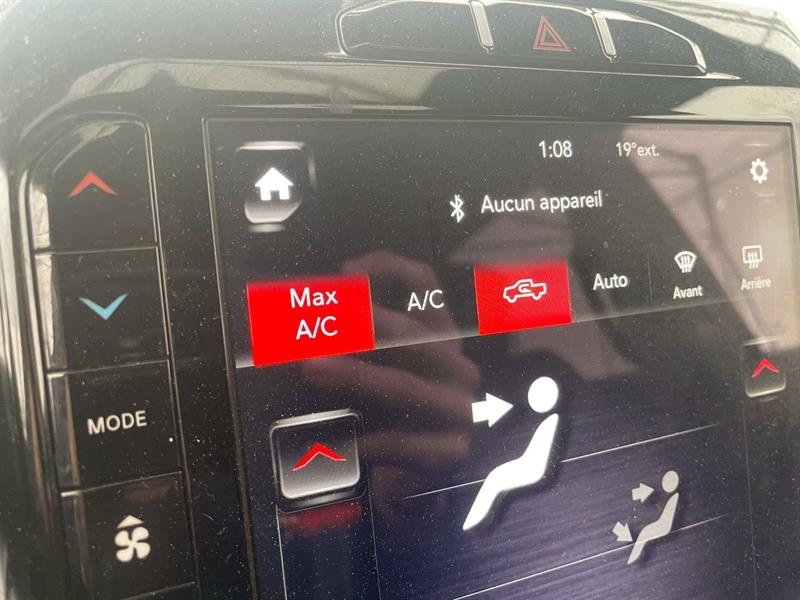 1:08
19°ext.
Aucun appareil
Max
A/C
A/C
Auto
Avant
Arrière
MODE